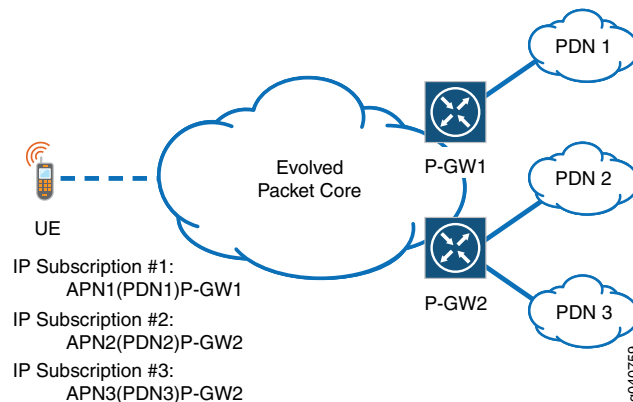 PDN 1
P-GW1
Evolved
Packet Core
PDN 2
UE
P-GW2
PDN 3
IP Subscription #1:
APN1(PDN1)P-GW1
IP Subscription #2:
APN2(PDN2)P-GW2
IP Subscription #3:
APN3(PDN3)P-GW2
g040759